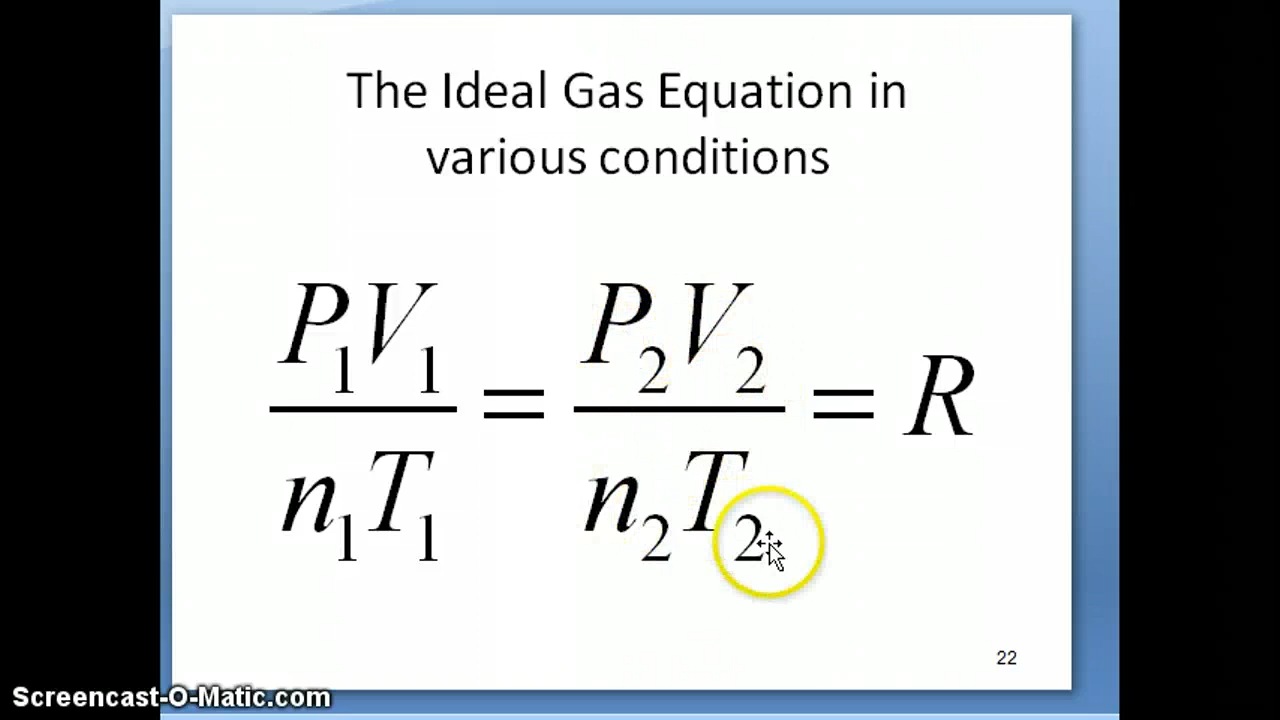 The Ideal Gas Equation in
various conditions
P₁V₁ / n₁T₁ = P₂V₂ / n₂T₂ = R
22
Screencast-O-Matic.com